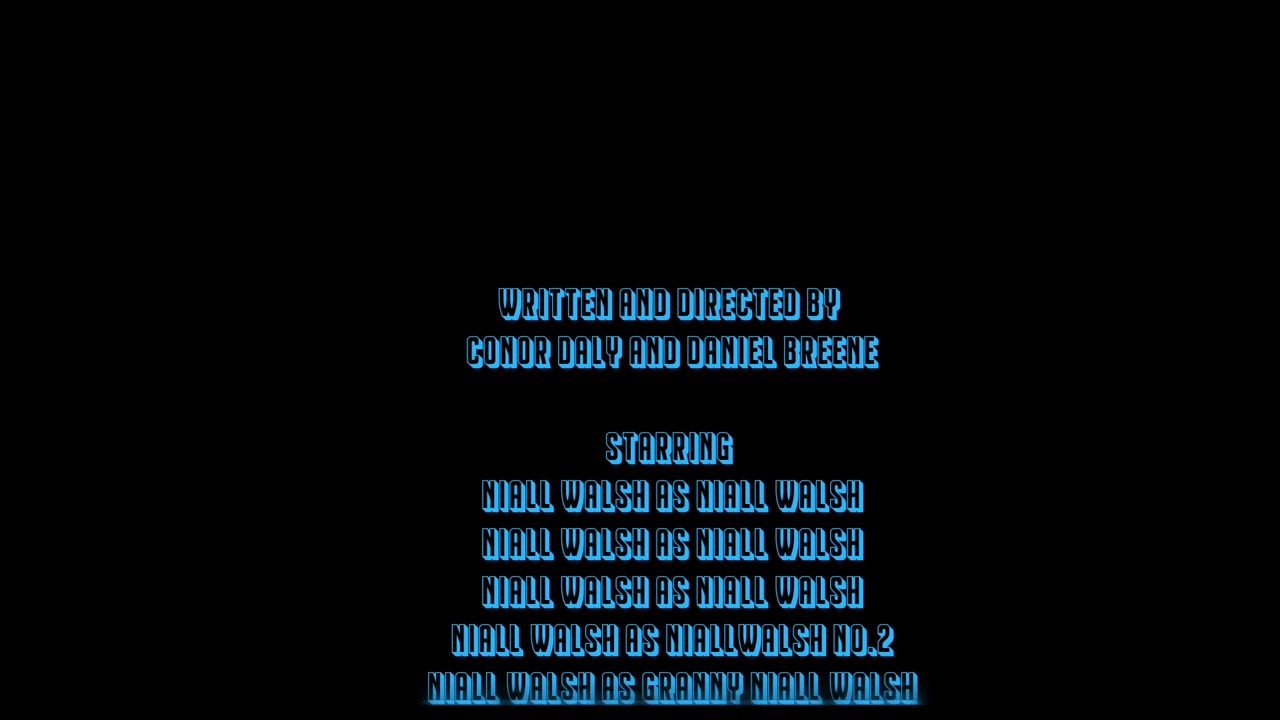 WRITTEN AND DIRECTED BY
CONOR DALY AND DANIEL BREENE
STARRING
NIALL WALSH AS NIALL WALSH
NIALL WALSH AS NIALL WALSH
NIALL WALSH AS NIALL WALSH
NIALL WALSH AS NIALLWALSH NO.2
NIALL WALSH AS GRANNY NIALL WALSH